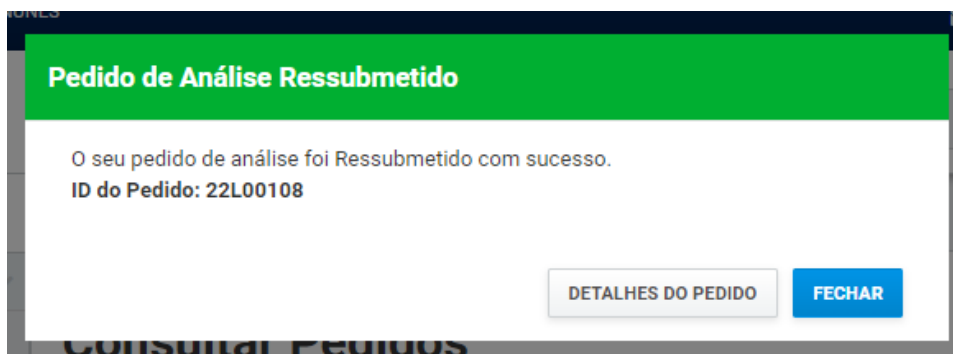 Pedido de Análise Ressubmetido
O seu pedido de análise foi Ressubmetido com sucesso.
ID do Pedido: 22L00108
DETALHES DO PEDIDO
FECHAR
Consultar Pedidos